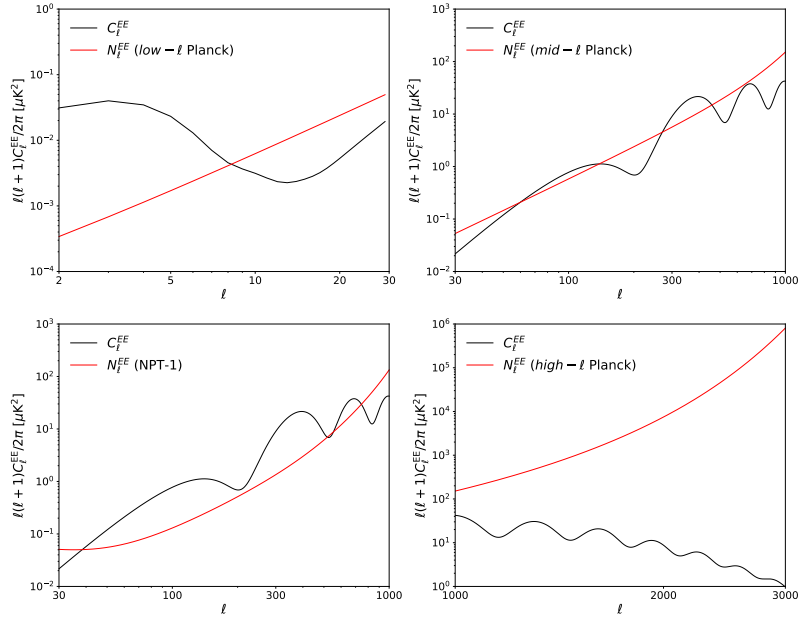 10^0
10^-1
10^-2
10^-3
10^-4
ℓ(ℓ + 1)C_ℓ^EE/2π [μK²]
C_ℓ^EE
N_ℓ^EE (low − ℓ Planck)
2 5 10 20 30
ℓ
10^3
10^2
10^1
10^0
10^-1
10^-2
ℓ(ℓ + 1)C_ℓ^EE/2π [μK²]
C_ℓ^EE
N_ℓ^EE (mid − ℓ Planck)
30 100 300 1000
ℓ
10^3
10^2
10^1
10^0
10^-1
10^-2
ℓ(ℓ + 1)C_ℓ^EE/2π [μK²]
C_ℓ^EE
N_ℓ^EE (NPT-1)
30 100 300 1000
ℓ
10^6
10^5
10^4
10^3
10^2
10^1
10^0
ℓ(ℓ + 1)C_ℓ^EE/2π [μK²]
C_ℓ^EE
N_ℓ^EE (high − ℓ Planck)
1000 2000 3000
ℓ